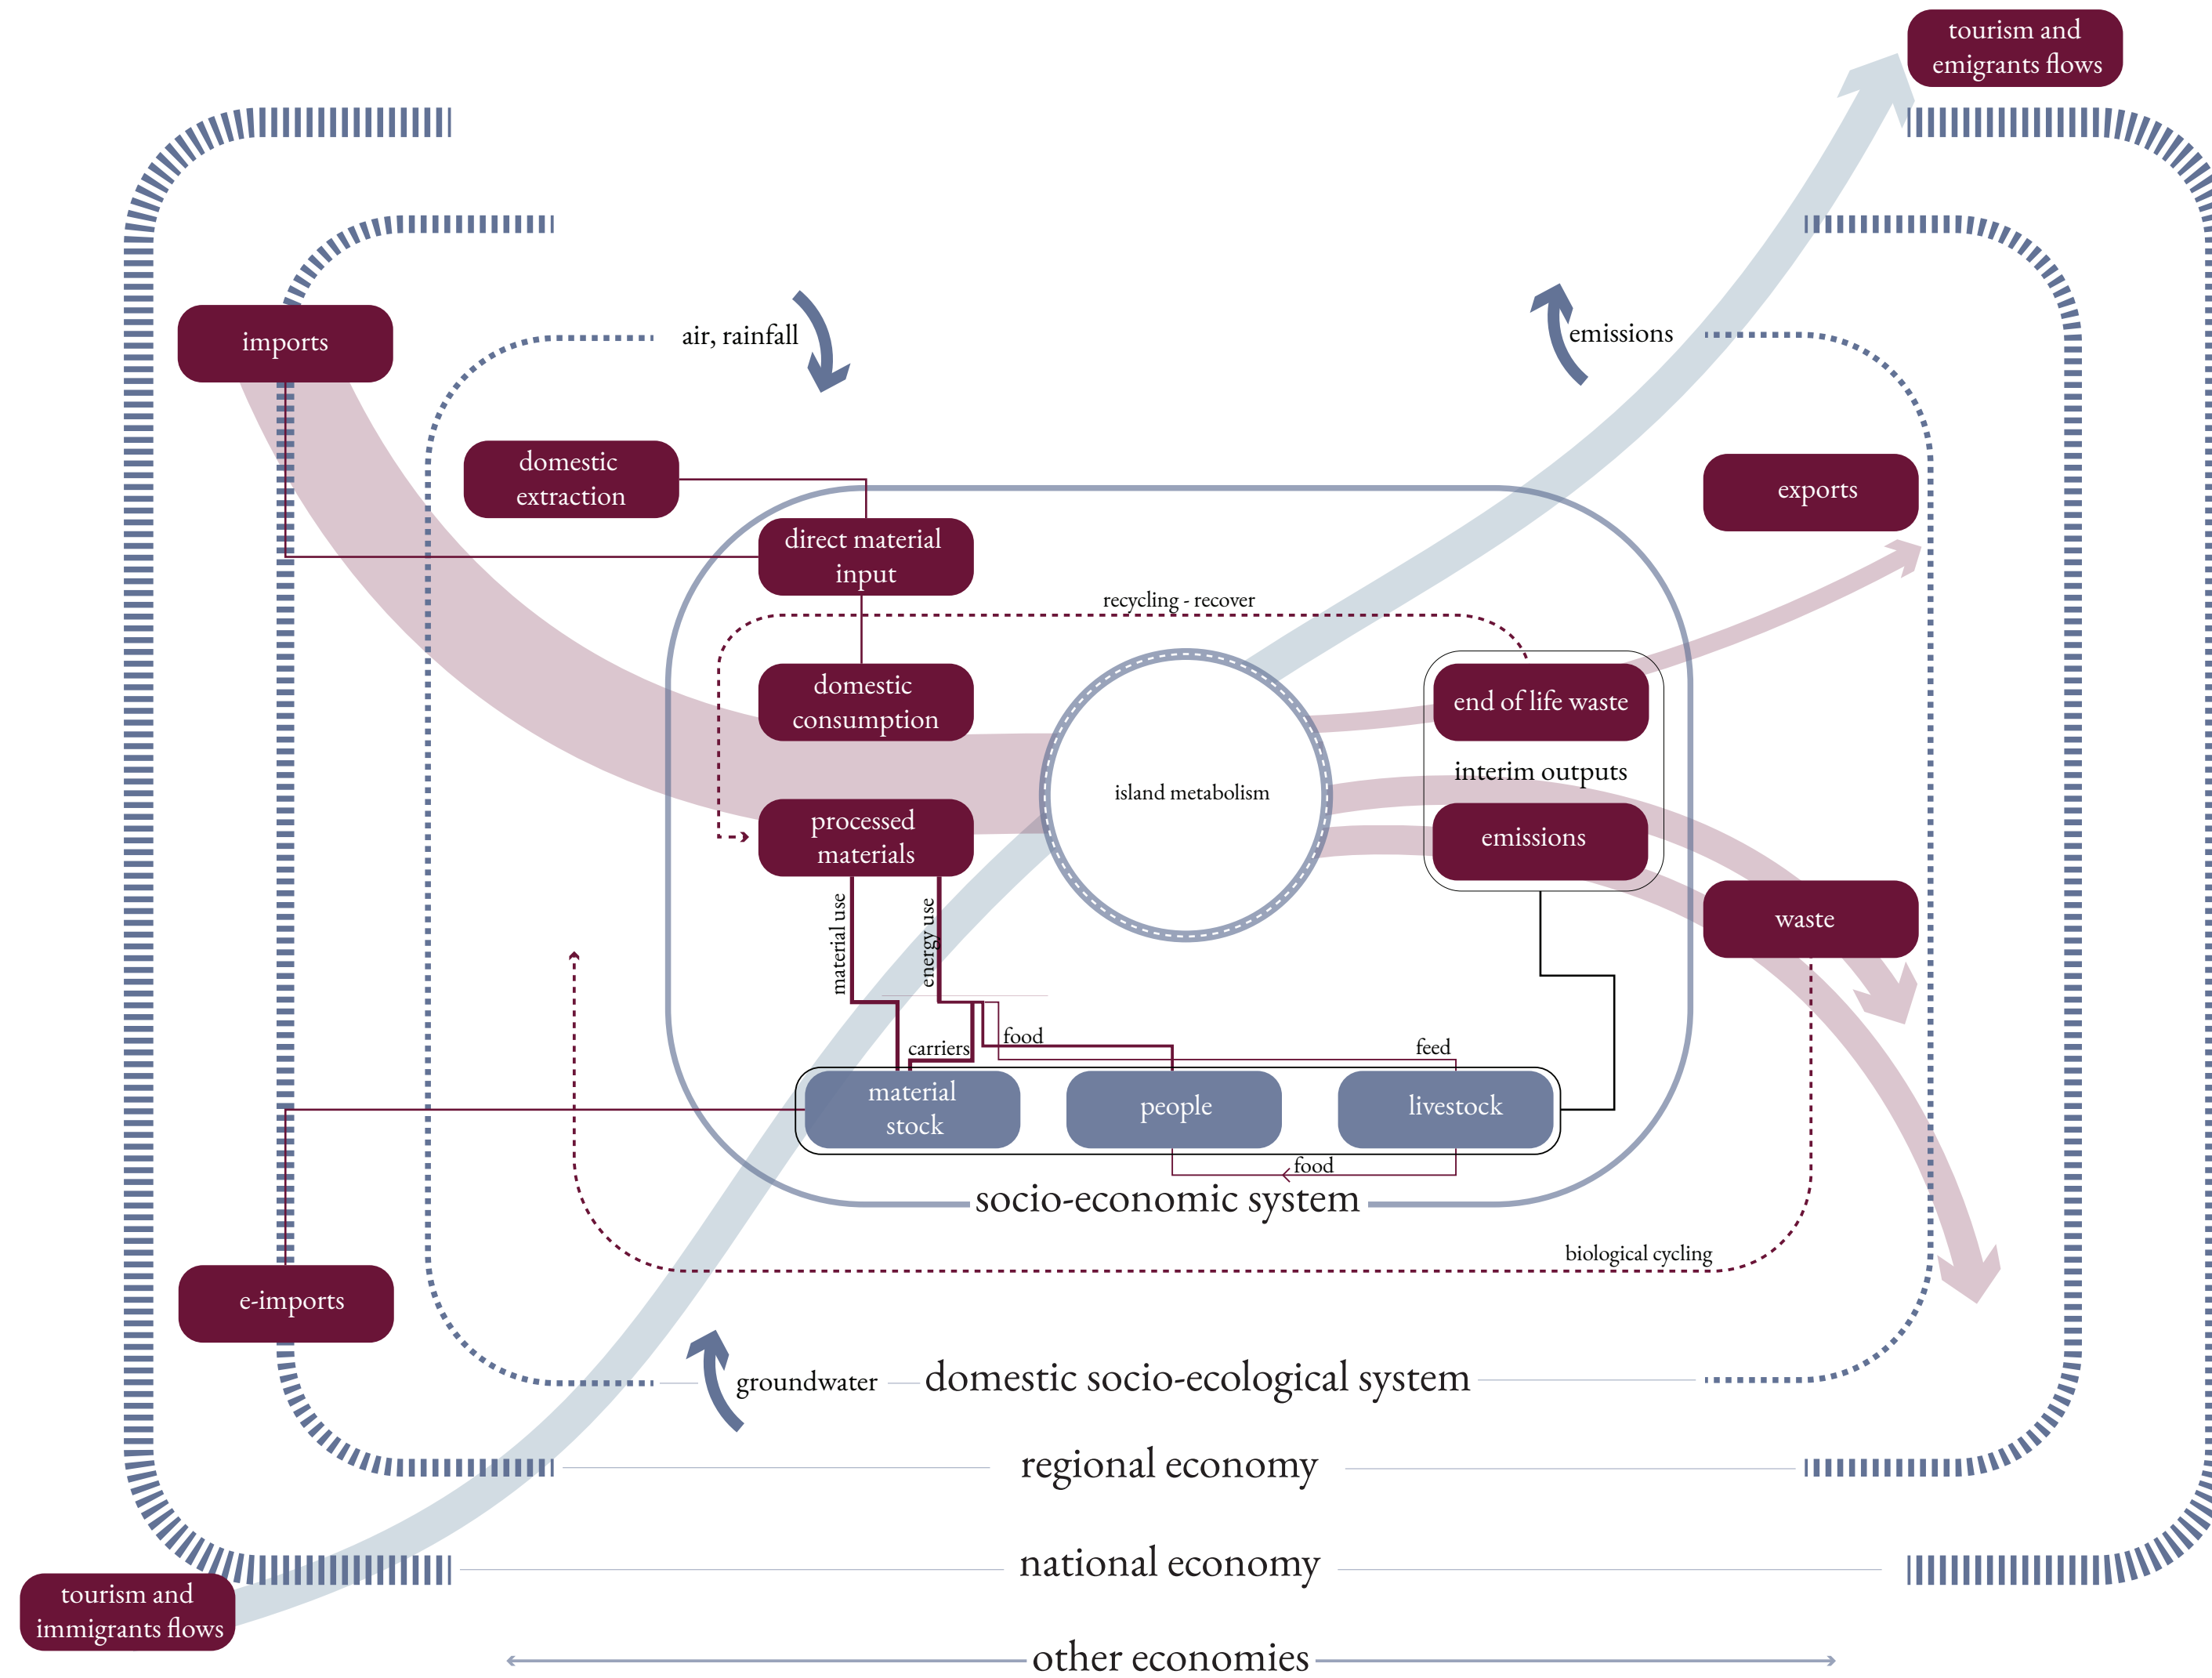 tourism and
emigrants flows
imports
air, rainfall
emissions
domestic
extraction
exports
direct material
input
recycling - recover
domestic
consumption
end of life waste
interim outputs
island metabolism
processed
materials
emissions
waste
material use
energy use
carriers
food
feed
material
stock
people
livestock
food
socio-economic system
biological cycling
e-imports
groundwater
domestic socio-ecological system
regional economy
national economy
tourism and
immigrants flows
other economies